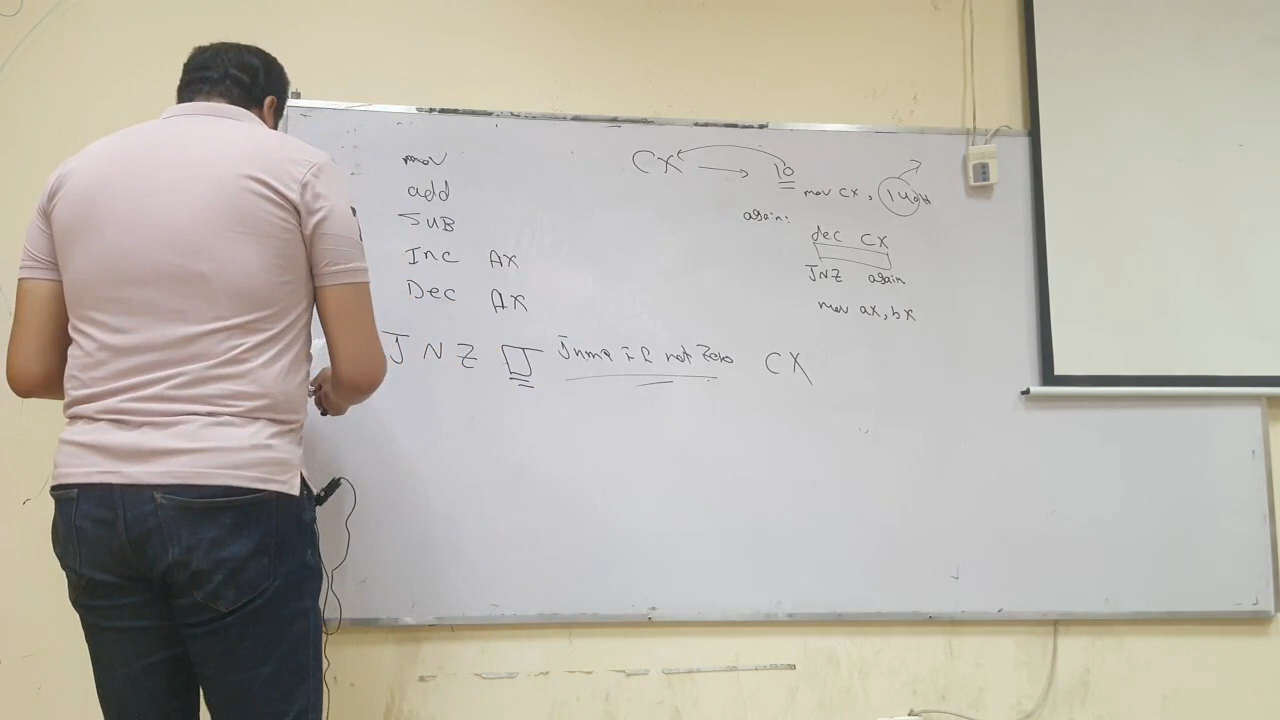 mov
add
SUB
Inc AX
Dec AX
JNZ Jump if not Zero CX
CX 10
mov CX,
again:
dec CX
JNZ again
mov ax, bx